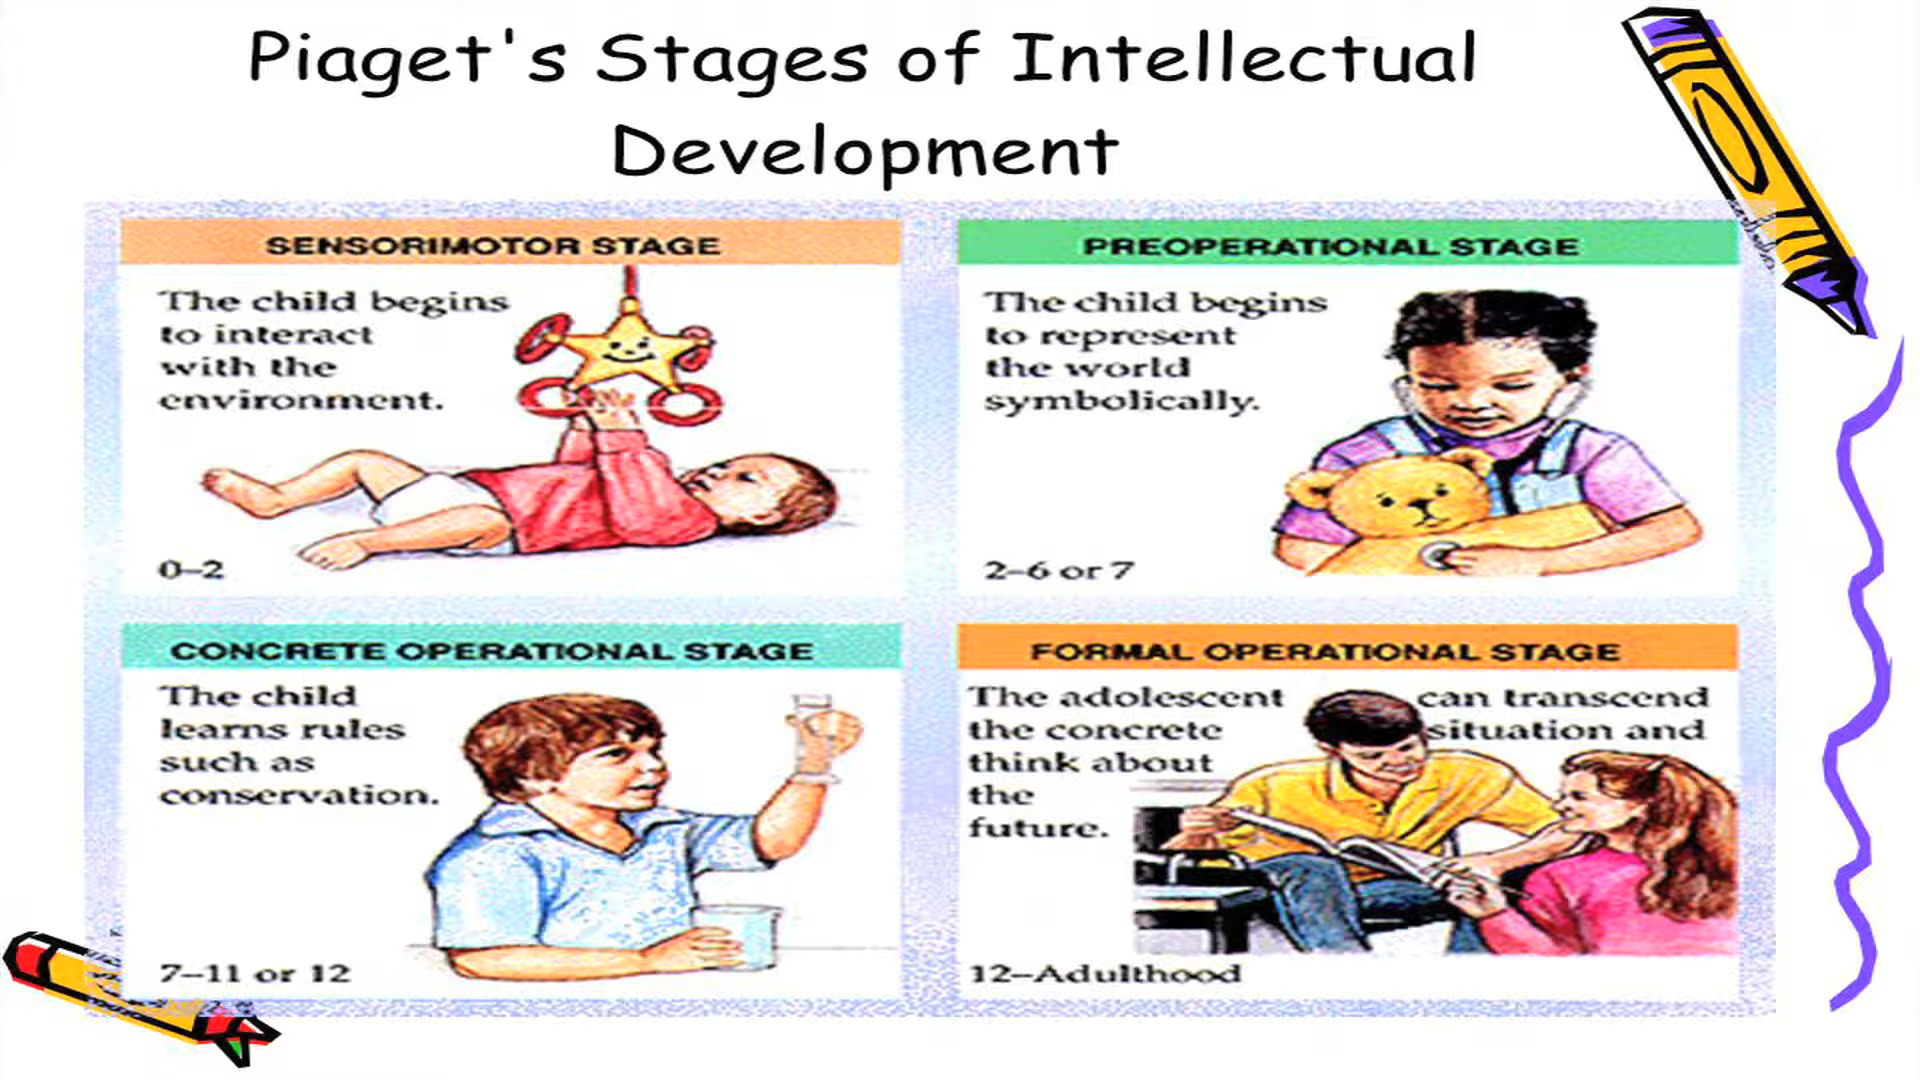 Piaget's Stages of Intellectual
Development
SENSORIMOTOR STAGE
The child begins
to interact
with the
environment.
0–2
PREOPERATIONAL STAGE
The child begins
to represent
the world
symbolically.
2–6 or 7
CONCRETE OPERATIONAL STAGE
The child
learns rules
such as
conservation.
7–11 or 12
FORMAL OPERATIONAL STAGE
The adolescent can transcend
the concrete situation and
think about
the
future.
12–Adulthood